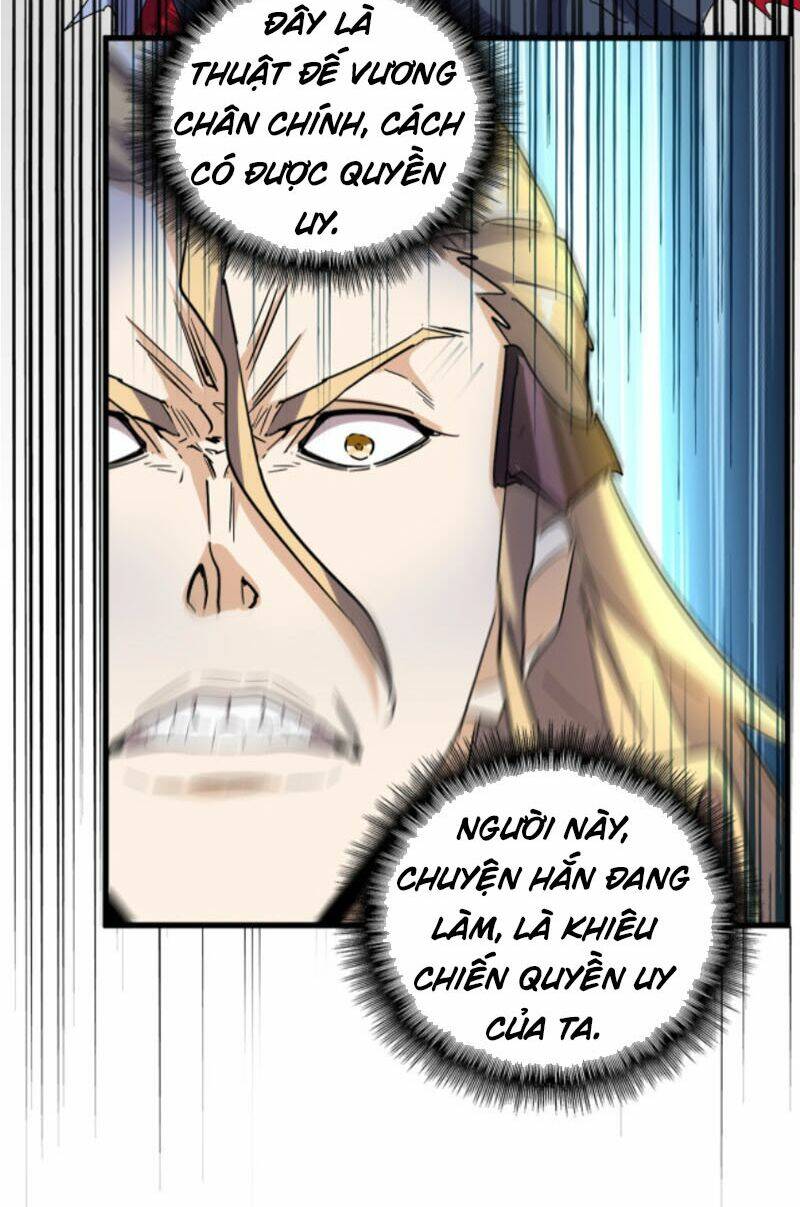 ĐÂY LÀ
THUẬT ĐẾ VƯƠNG
CHÂN CHÍNH, CÁCH
CÓ ĐƯỢC QUYỀN
UY.
NGƯỜI NÀY,
CHUYỆN HẮN ĐANG
LÀM, LÀ KHIÊU
CHIẾN QUYỀN UY
CỦA TA.